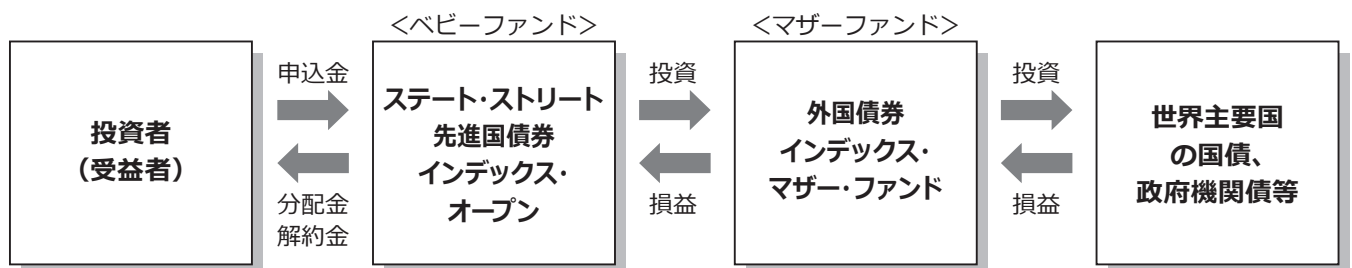 <ベビーファンド>
<マザーファンド>
投資者
（受益者）
申込金
分配金
解約金
ステート・ストリート
先進国債券
インデックス・
オープン
投資
損益
外国債券
インデックス・
マザー・ファンド
投資
損益
世界主要国
の国債、
政府機関債等